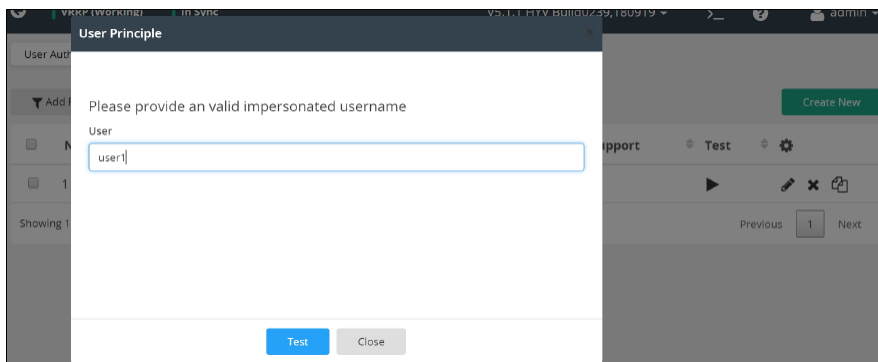 VRRP (Working) In Sync V5.1.1 HYV Build0239,180919 admin
User Principle
User Auth
Add
Please provide an valid impersonated username
Create New
User
user1
pport Test
1
Showing 1
Previous 1 Next
Test Close